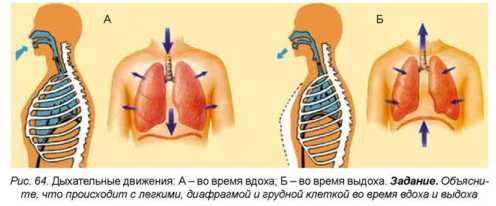 А
Б
Рис. 64. Дыхательные движения: А – во время вдоха; Б – во время выдоха. Задание. Объясни-
те, что происходит с легкими, диафрагмой и грудной клеткой во время вдоха и выдоха